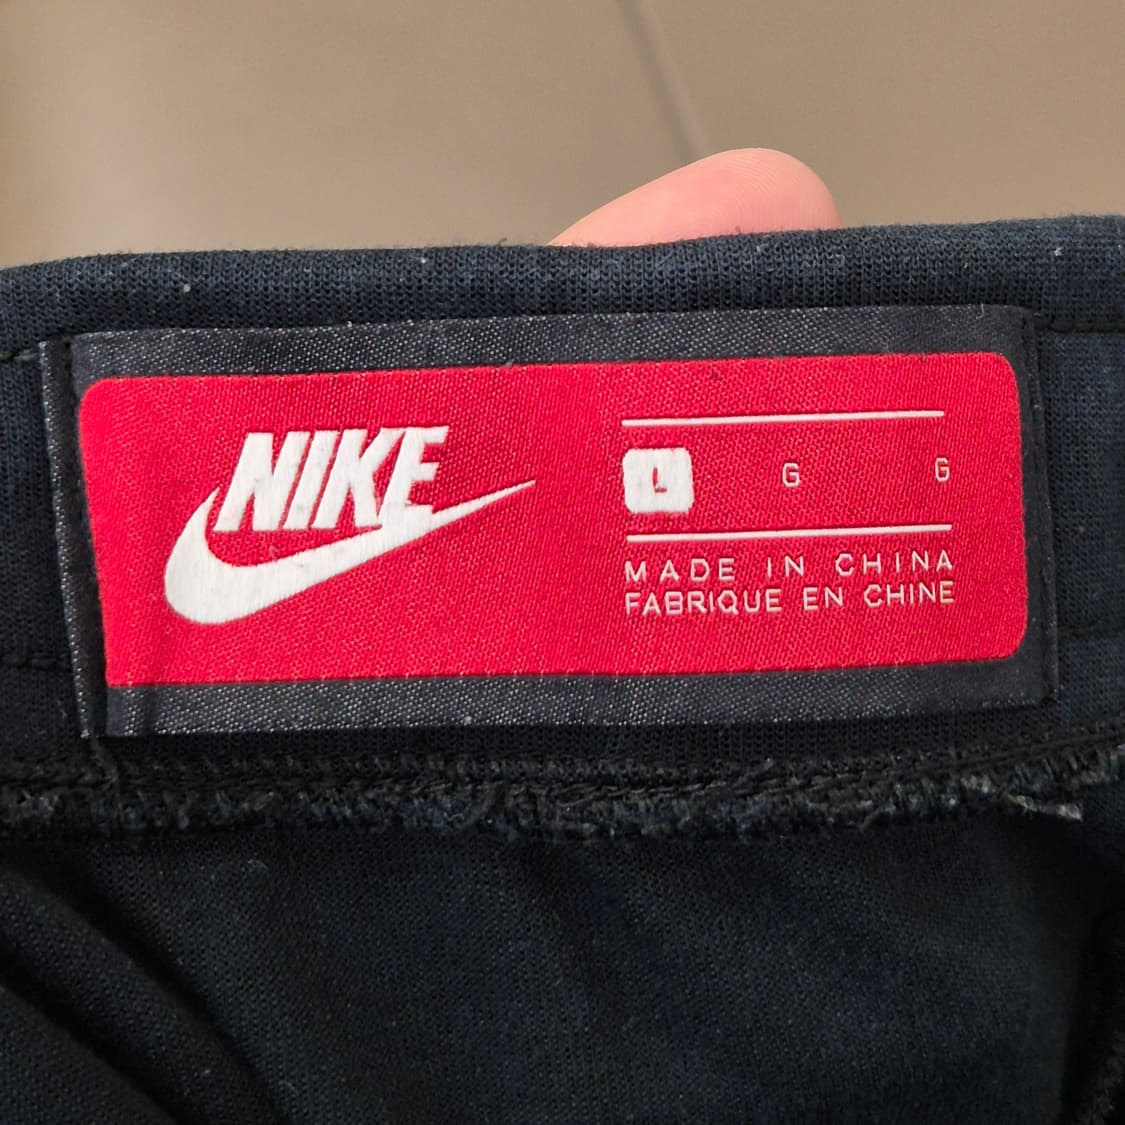 NIKE
L G G
MADE IN CHINA
FABRIQUE EN CHINE